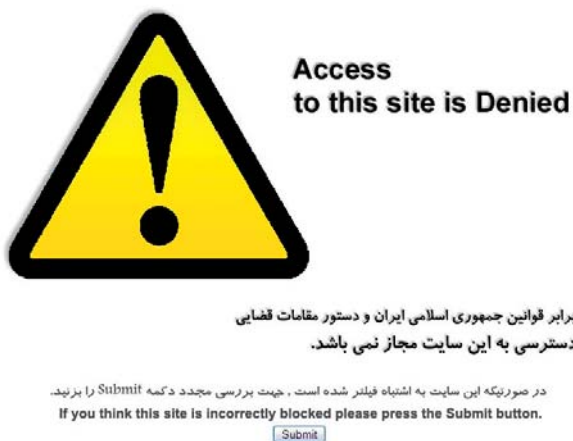 Access
to this site is Denied
برابر قوانین جمهوری اسلامی ایران و دستور مقامات قضایی
دسترسی به این سایت مجاز نمی باشد.
در صورتیکه این سایت به اشتباه فیلتر شده است , جهت بررسی مجدد دکمه Submit را بزنید.
If you think this site is incorrectly blocked please press the Submit button.
Submit